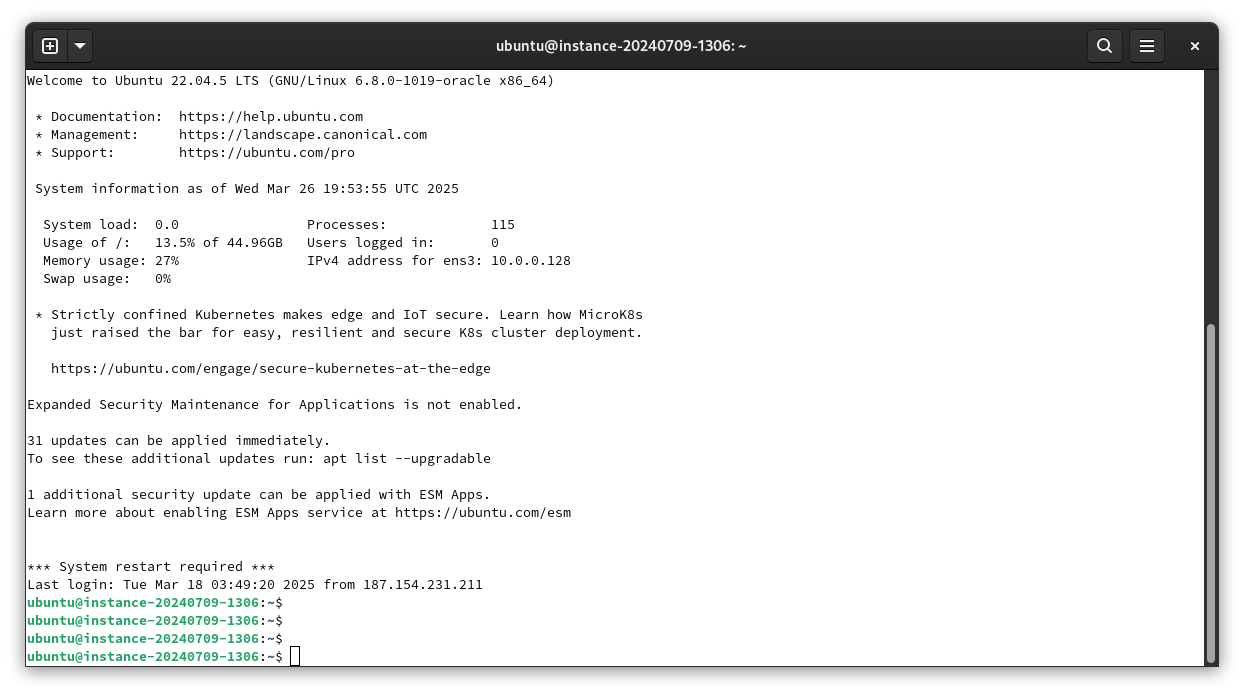 ubuntu@instance-20240709-1306: ~
Welcome to Ubuntu 22.04.5 LTS (GNU/Linux 6.8.0-1019-oracle x86_64)

 * Documentation:  https://help.ubuntu.com
 * Management:     https://landscape.canonical.com
 * Support:        https://ubuntu.com/pro

 System information as of Wed Mar 26 19:53:55 UTC 2025

  System load:  0.0                Processes:             115
  Usage of /:   13.5% of 44.96GB   Users logged in:       0
  Memory usage: 27%                IPv4 address for ens3: 10.0.0.128
  Swap usage:   0%

 * Strictly confined Kubernetes makes edge and IoT secure. Learn how MicroK8s
   just raised the bar for easy, resilient and secure K8s cluster deployment.

   https://ubuntu.com/engage/secure-kubernetes-at-the-edge

Expanded Security Maintenance for Applications is not enabled.

31 updates can be applied immediately.
To see these additional updates run: apt list --upgradable

1 additional security update can be applied with ESM Apps.
Learn more about enabling ESM Apps service at https://ubuntu.com/esm


*** System restart required ***
Last login: Tue Mar 18 03:49:20 2025 from 187.154.231.211
ubuntu@instance-20240709-1306:~$
ubuntu@instance-20240709-1306:~$
ubuntu@instance-20240709-1306:~$
ubuntu@instance-20240709-1306:~$